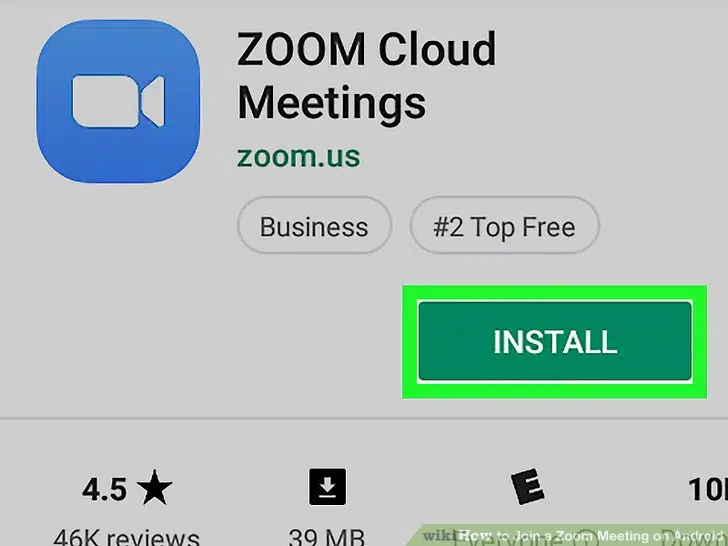 ZOOM Cloud
Meetings
zoom.us
Business
#2 Top Free
INSTALL
4.5 ★
E
10
46K reviews
39 MB
Everyone
wikiHow to Join a Zoom Meeting on Android